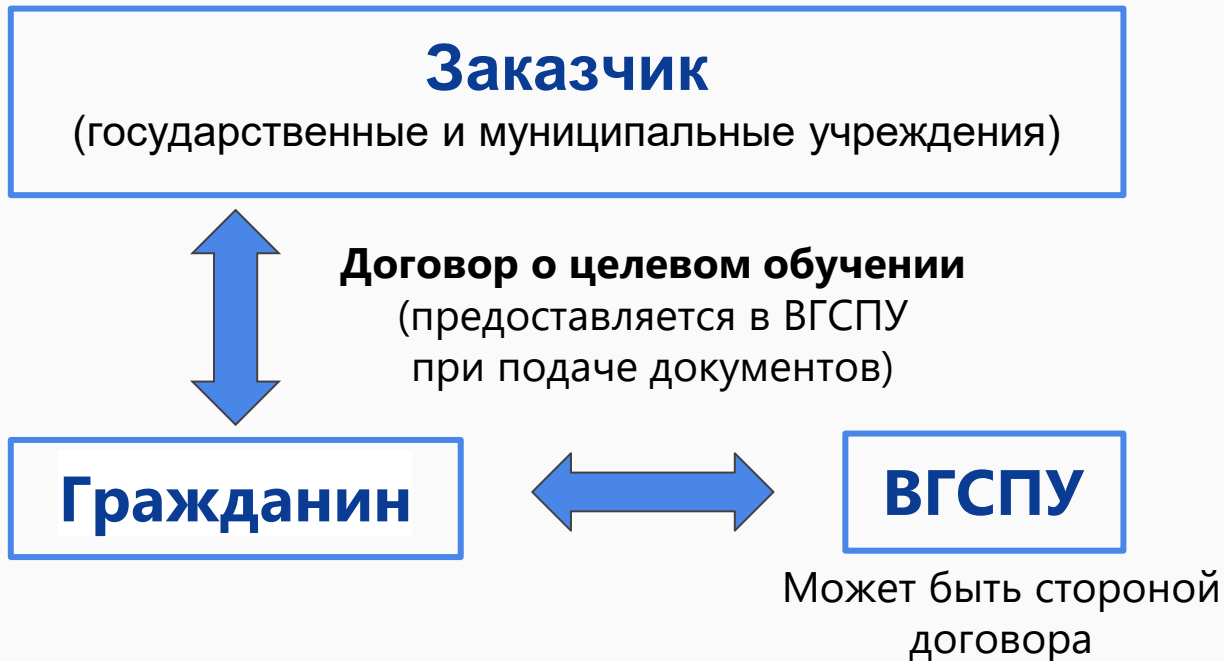 Заказчик
(государственные и муниципальные учреждения)
Договор о целевом обучении
(предоставляется в ВГСПУ
при подаче документов)
Гражданин
ВГСПУ
Может быть стороной
договора